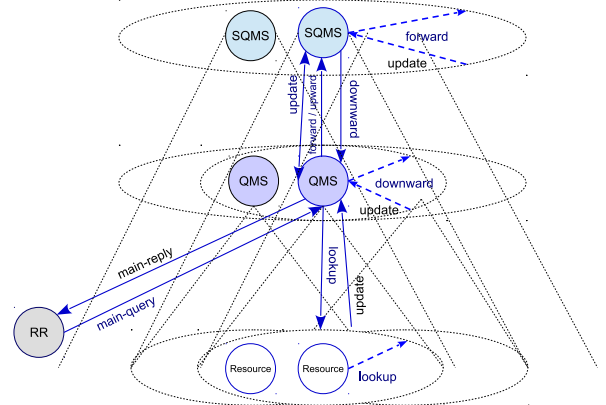 SQMS
SQMS
forward
update
update
forward / upward
downward
QMS
QMS
downward
update
main-reply
main-query
lookup
update
RR
Resource
Resource
lookup